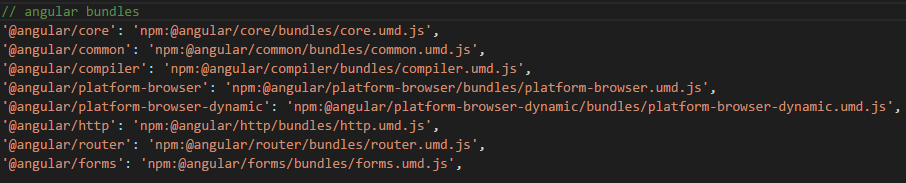 // angular bundles
'@angular/core': 'npm:@angular/core/bundles/core.umd.js',
'@angular/common': 'npm:@angular/common/bundles/common.umd.js',
'@angular/compiler': 'npm:@angular/compiler/bundles/compiler.umd.js',
'@angular/platform-browser': 'npm:@angular/platform-browser/bundles/platform-browser.umd.js',
'@angular/platform-browser-dynamic': 'npm:@angular/platform-browser-dynamic/bundles/platform-browser-dynamic.umd.js',
'@angular/http': 'npm:@angular/http/bundles/http.umd.js',
'@angular/router': 'npm:@angular/router/bundles/router.umd.js',
'@angular/forms': 'npm:@angular/forms/bundles/forms.umd.js',